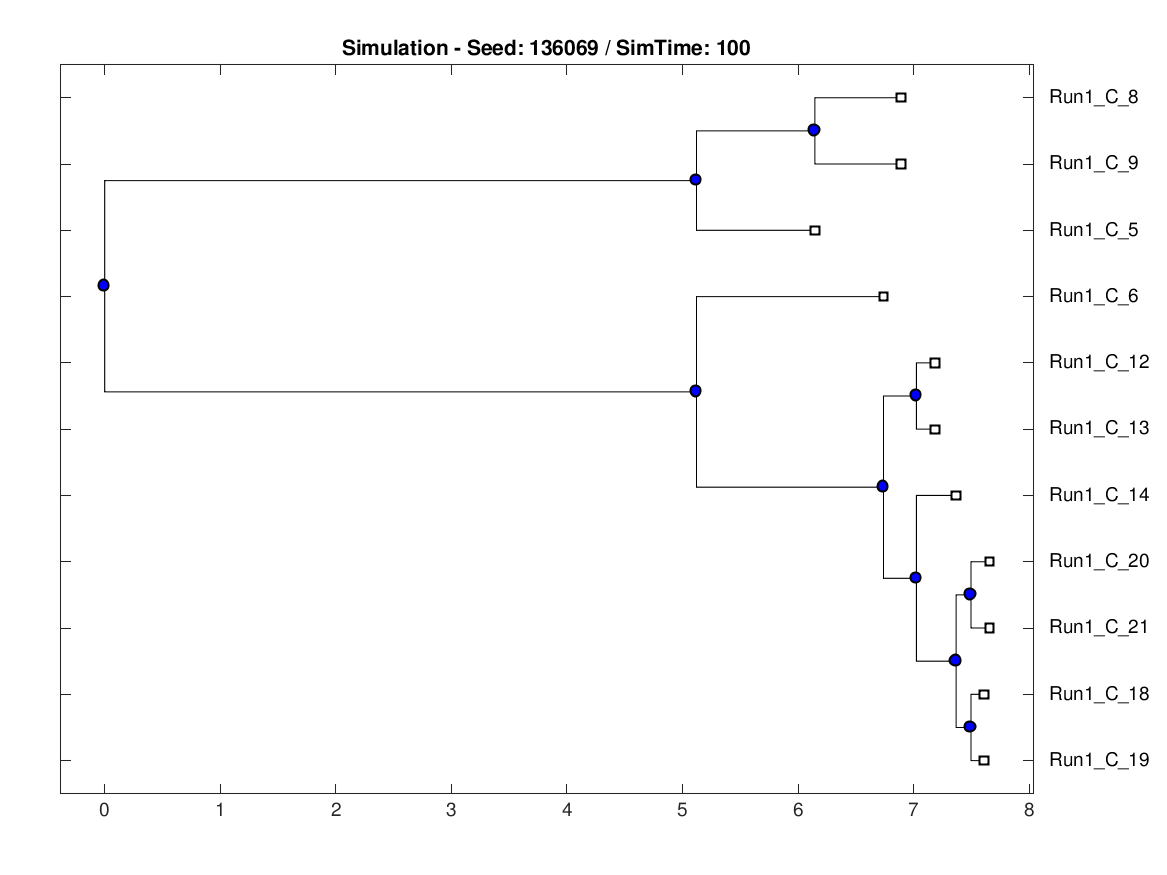 Simulation - Seed: 136069 / SimTime: 100
Run1_C_8
Run1_C_9
Run1_C_5
Run1_C_6
Run1_C_12
Run1_C_13
Run1_C_14
Run1_C_20
Run1_C_21
Run1_C_18
Run1_C_19
0 1 2 3 4 5 6 7 8